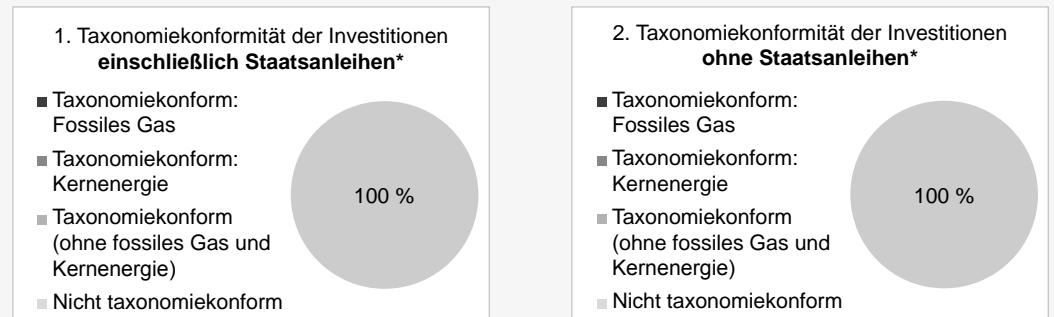 1. Taxonomiekonformität der Investitionen
einschließlich Staatsanleihen*
Taxonomiekonform:
Fossiles Gas
Taxonomiekonform:
Kernenergie
Taxonomiekonform
(ohne fossiles Gas und
Kernenergie)
Nicht taxonomiekonform
100 %
2. Taxonomiekonformität der Investitionen
ohne Staatsanleihen*
Taxonomiekonform:
Fossiles Gas
Taxonomiekonform:
Kernenergie
Taxonomiekonform
(ohne fossiles Gas und
Kernenergie)
Nicht taxonomiekonform
100 %